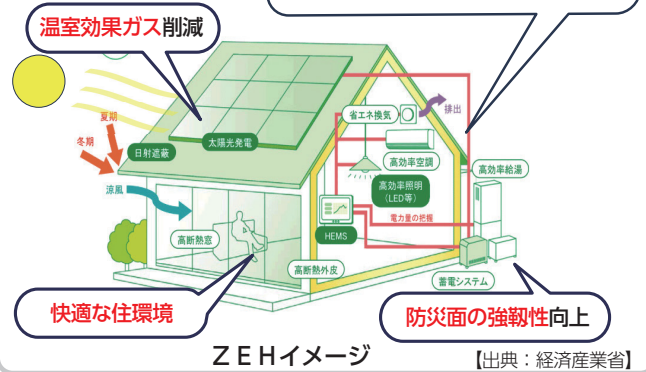 温室効果ガス削減
夏期
冬期
日射遮蔽
太陽光発電
省エネ換気
排出
高効率空調
高効率給湯
高効率照明
(LED等)
涼風
電力量の把握
高断熱窓
HEMS
高断熱外皮
蓄電システム
快適な住環境
防災面の強靱性向上
ZEHイメージ
【出典：経済産業省】